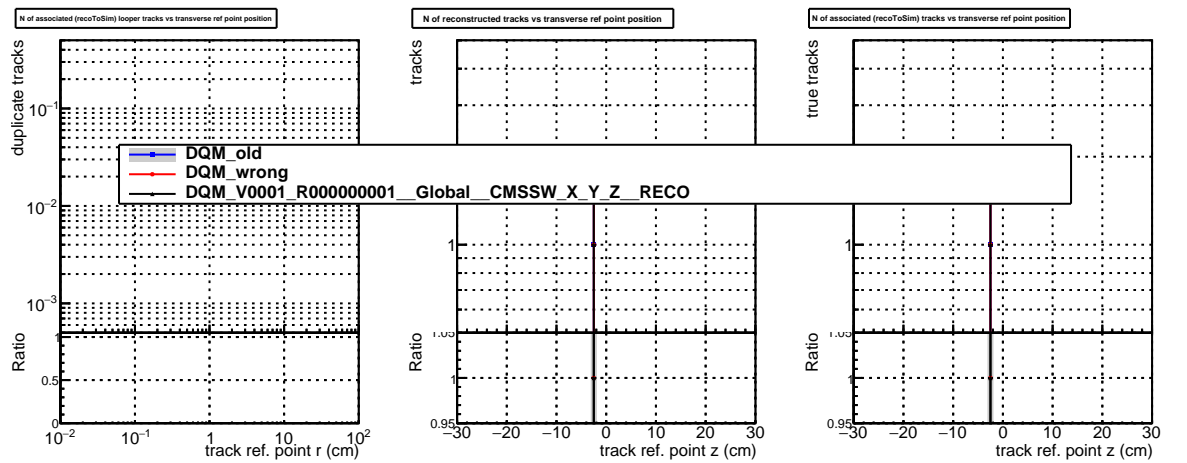 N of associated (recoToSim) looper tracks vs transverse ref point position
N of reconstructed tracks vs transverse ref point position
N of associated (recoToSim) tracks vs transverse ref point position
duplicate tracks
10⁻¹
10⁻²
10⁻³
tracks
1
true tracks
1
DQM_old
DQM_wrong
DQM_V0001_R000000001__Global__CMSSW_X_Y_Z__RECO
Ratio
1
0.5
0
10⁻² 10⁻¹ 1 10 10²
track ref. point r (cm)
Ratio
1.05
1
0.95
−30 −20 −10 0 10 20 30
track ref. point z (cm)
Ratio
1.05
1
0.95
−30 −20 −10 0 10 20 30
track ref. point z (cm)